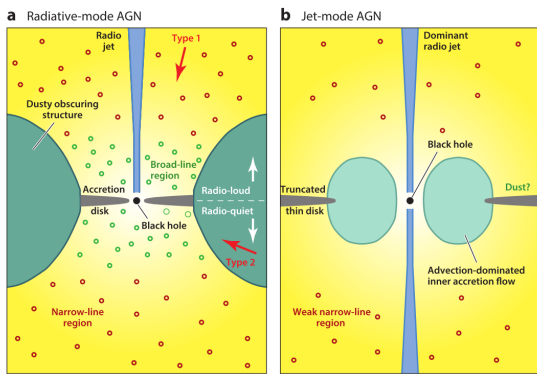 a Radiative-mode AGN
Radio
jet
Type 1
Dusty obscuring
structure
Broad-line
region
Accretion
disk
Radio-loud
Radio-quiet
Black hole
Type 2
Narrow-line
region
b Jet-mode AGN
Dominant
radio jet
Black hole
Truncated
thin disk
Dust?
Advection-dominated
inner accretion flow
Weak narrow-line
region